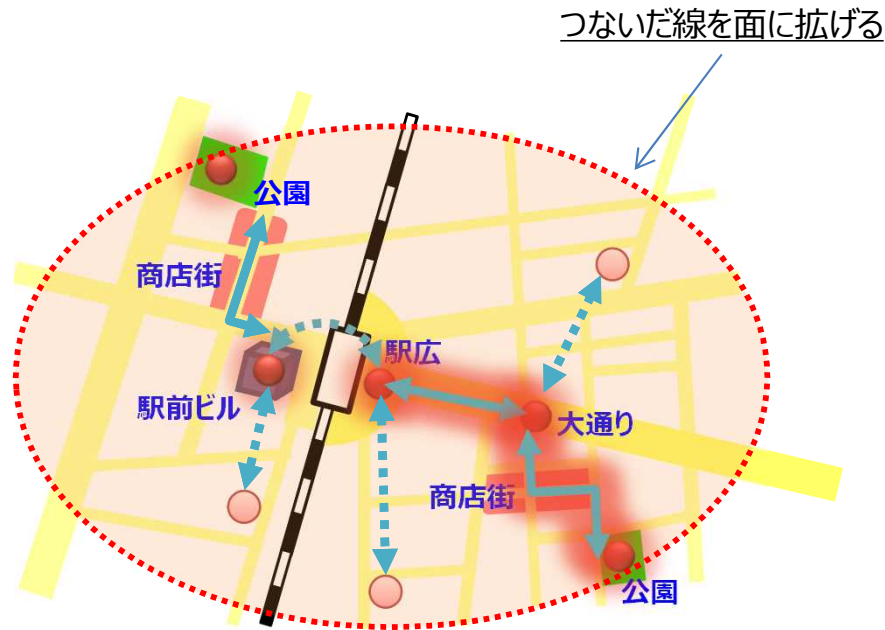 つないだ線を面に拡げる
公園
商店街
駅広
駅前ビル
大通り
商店街
公園